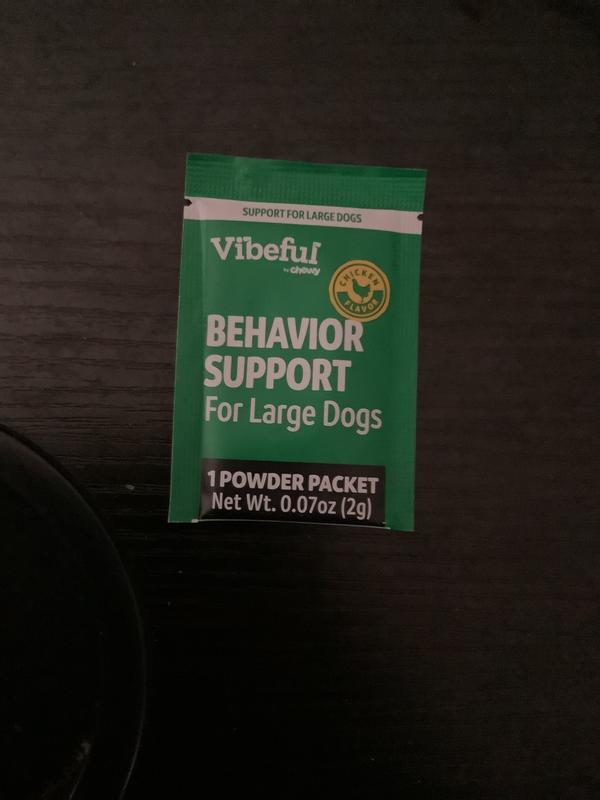 SUPPORT FOR LARGE DOGS
Vibeful
by chewy
CHICKEN
FLAVOR
BEHAVIOR
SUPPORT
For Large Dogs
1 POWDER PACKET
Net Wt. 0.07oz (2g)